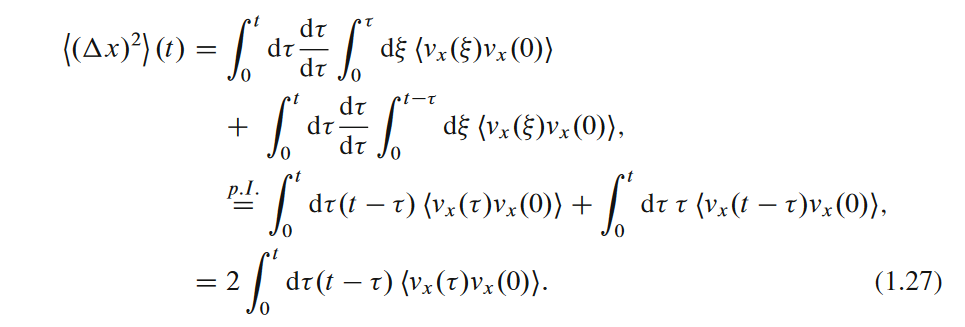 ⟨(Δx)²⟩(t) = ∫₀ᵗ dτ dτ/dτ ∫₀^τ dξ ⟨vₓ(ξ)vₓ(0)⟩
+ ∫₀ᵗ dτ dτ/dτ ∫₀^(t−τ) dξ ⟨vₓ(ξ)vₓ(0)⟩,
p.I.= ∫₀ᵗ dτ(t − τ) ⟨vₓ(τ)vₓ(0)⟩ + ∫₀ᵗ dτ τ ⟨vₓ(t − τ)vₓ(0)⟩,
= 2 ∫₀ᵗ dτ(t − τ) ⟨vₓ(τ)vₓ(0)⟩. (1.27)